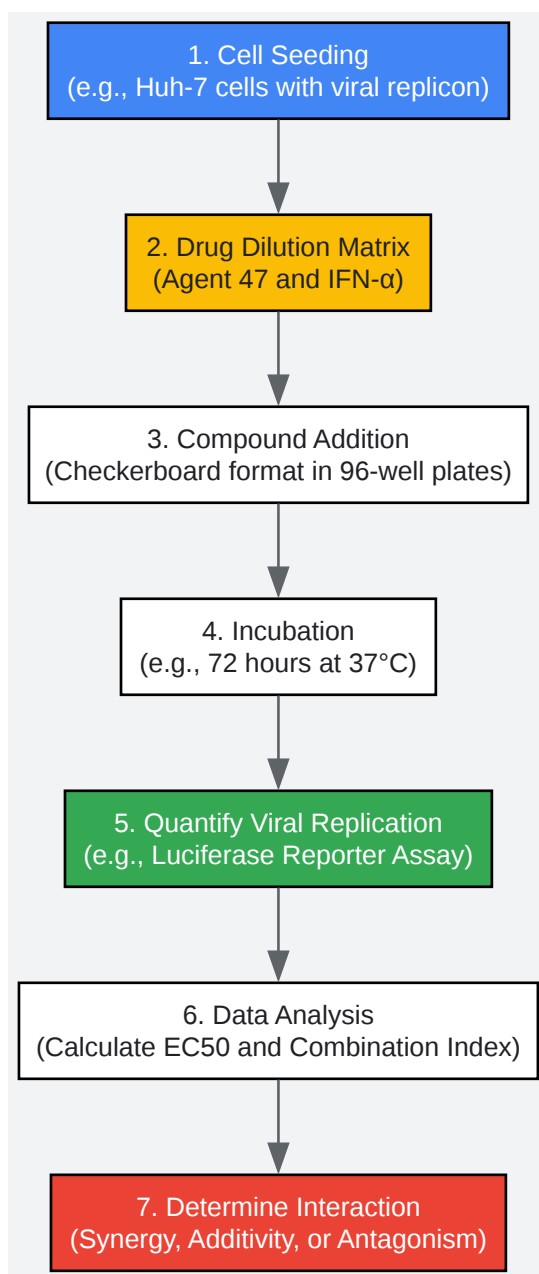 1. Cell Seeding
(e.g., Huh-7 cells with viral replicon)
2. Drug Dilution Matrix
(Agent 47 and IFN-α)
3. Compound Addition
(Checkerboard format in 96-well plates)
4. Incubation
(e.g., 72 hours at 37°C)
5. Quantify Viral Replication
(e.g., Luciferase Reporter Assay)
6. Data Analysis
(Calculate EC50 and Combination Index)
7. Determine Interaction
(Synergy, Additivity, or Antagonism)